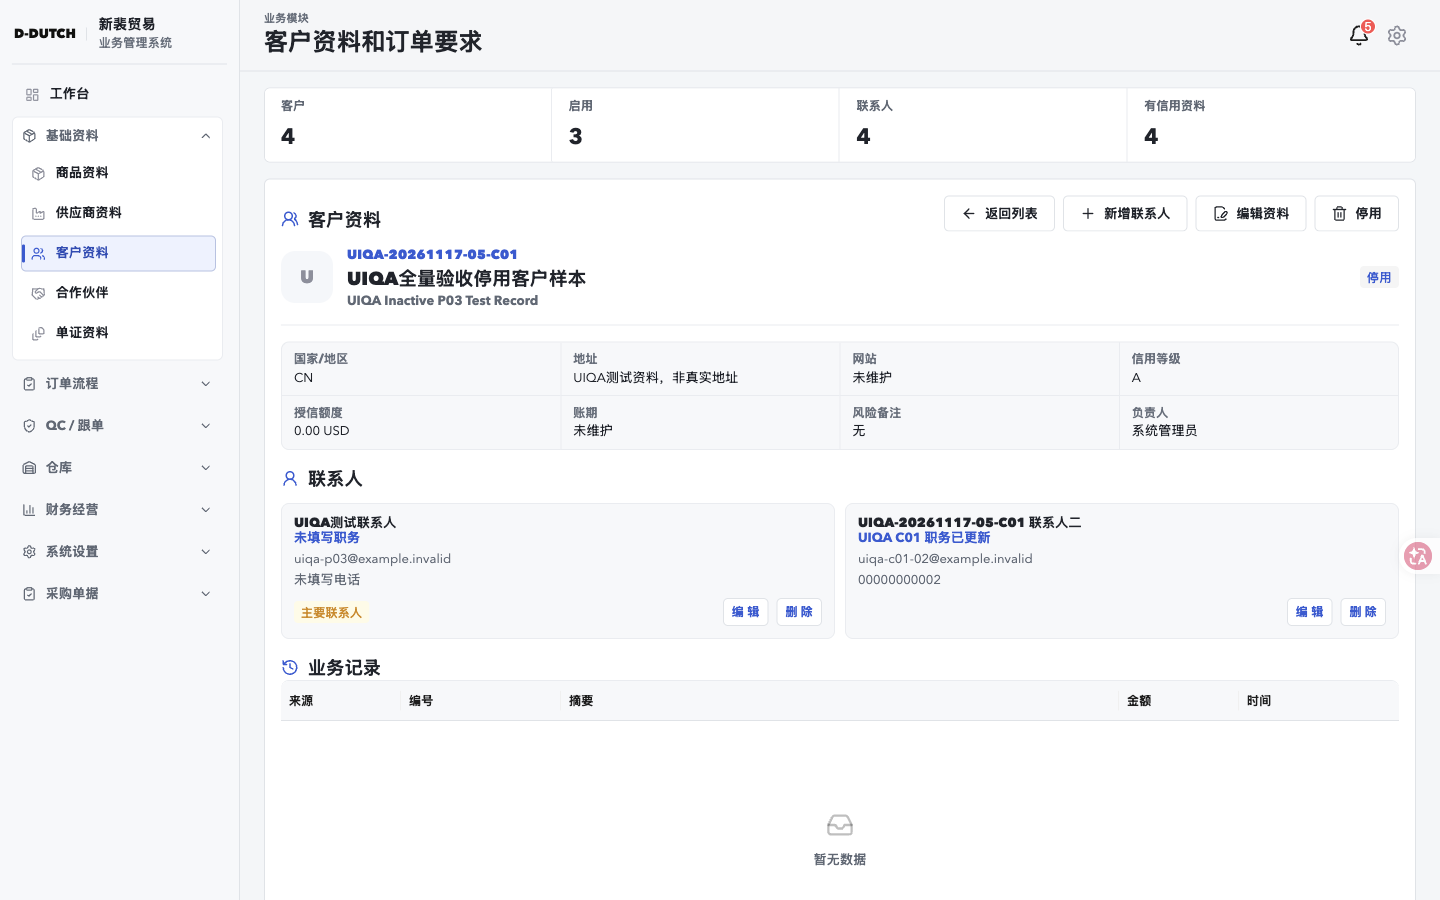 D-DUTCH
新裴贸易
业务管理系统
工作台
基础资料
商品资料
供应商资料
客户资料
合作伙伴
单证资料
订单流程
QC / 跟单
仓库
财务经营
系统设置
采购单据
业务模块
客户资料和订单要求
5
客户
4
启用
3
联系人
4
有信用资料
4
客户资料
返回列表
新增联系人
编辑资料
停用
U
UIQA-20261117-05-C01
UIQA全量验收停用客户样本
UIQA Inactive P03 Test Record
停用
国家/地区
CN
地址
UIQA测试资料，非真实地址
网站
未维护
信用等级
A
授信额度
0.00 USD
账期
未维护
风险备注
无
负责人
系统管理员
联系人
UIQA测试联系人
未填写职务
uiqa-p03@example.invalid
未填写电话
主要联系人
编 辑
删 除
UIQA-20261117-05-C01 联系人二
UIQA C01 职务已更新
uiqa-c01-02@example.invalid
00000000002
编 辑
删 除
业务记录
来源
编号
摘要
金额
时间
暂无数据